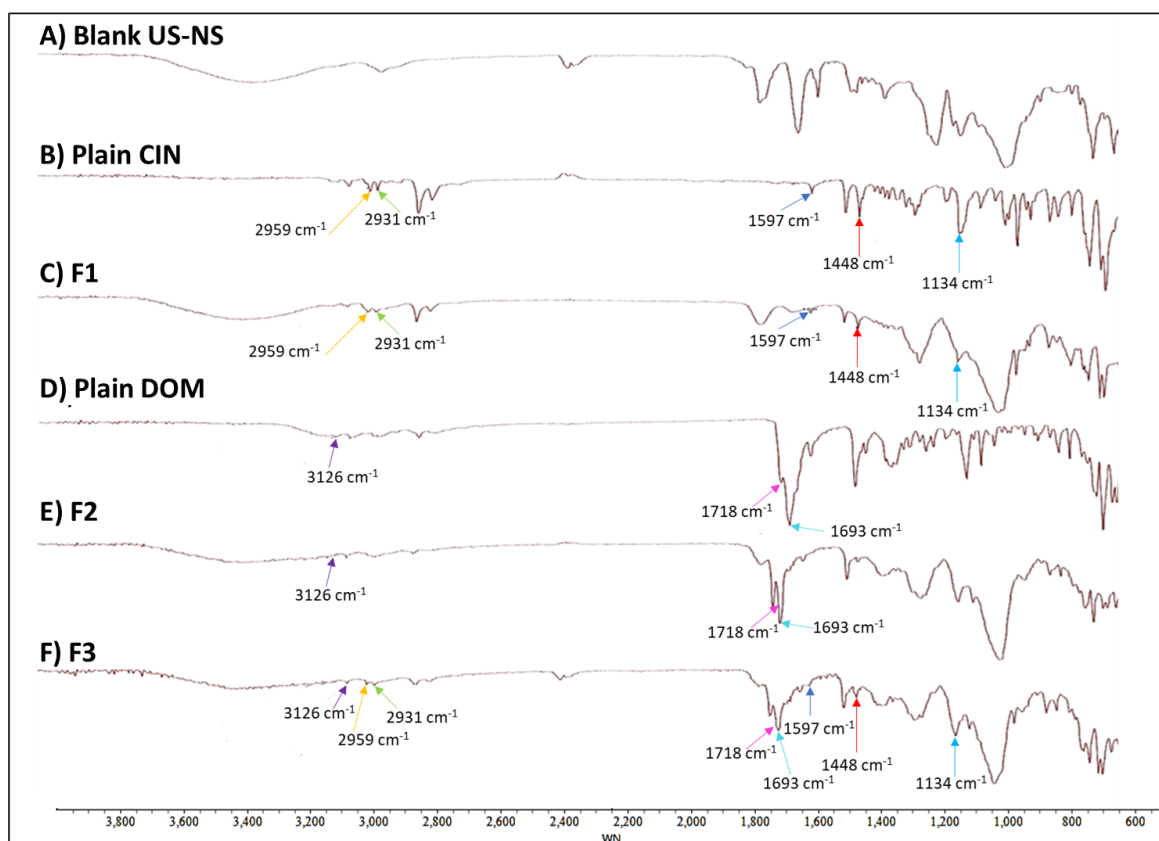 A) Blank US-NS
B) Plain CIN
2959 cm⁻¹
2931 cm⁻¹
1597 cm⁻¹
1448 cm⁻¹
1134 cm⁻¹
C) F1
2959 cm⁻¹
2931 cm⁻¹
1597 cm⁻¹
1448 cm⁻¹
1134 cm⁻¹
D) Plain DOM
3126 cm⁻¹
1718 cm⁻¹
1693 cm⁻¹
E) F2
3126 cm⁻¹
1718 cm⁻¹
1693 cm⁻¹
F) F3
3126 cm⁻¹
2959 cm⁻¹
2931 cm⁻¹
1718 cm⁻¹
1693 cm⁻¹
1597 cm⁻¹
1448 cm⁻¹
1134 cm⁻¹
3,800 3,600 3,400 3,200 3,000 2,800 2,600 2,400 2,200 2,000 1,800 1,600 1,400 1,200 1,000 800 600
WN